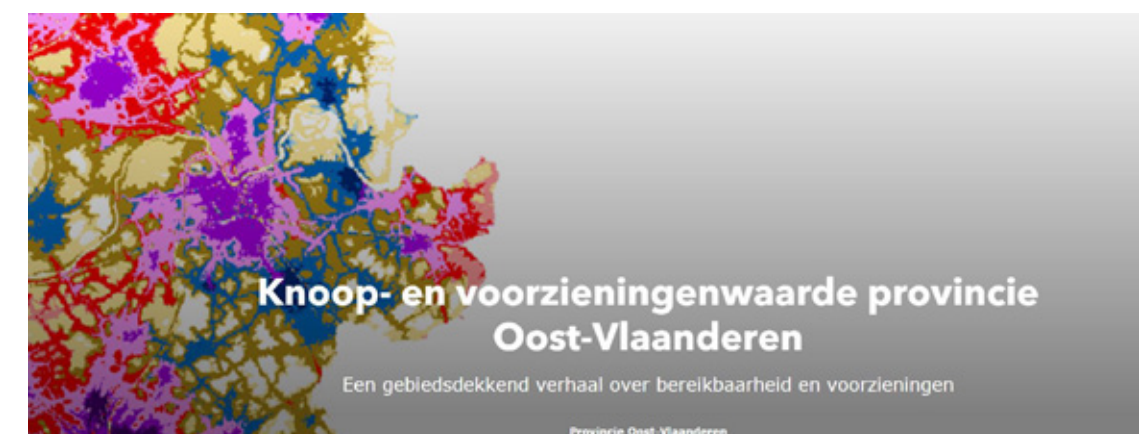 Knoop- en voorzieningenwaarde provincie
Oost-Vlaanderen
Een gebiedsdekkend verhaal over bereikbaarheid en voorzieningen
Provincie Oost-Vlaanderen